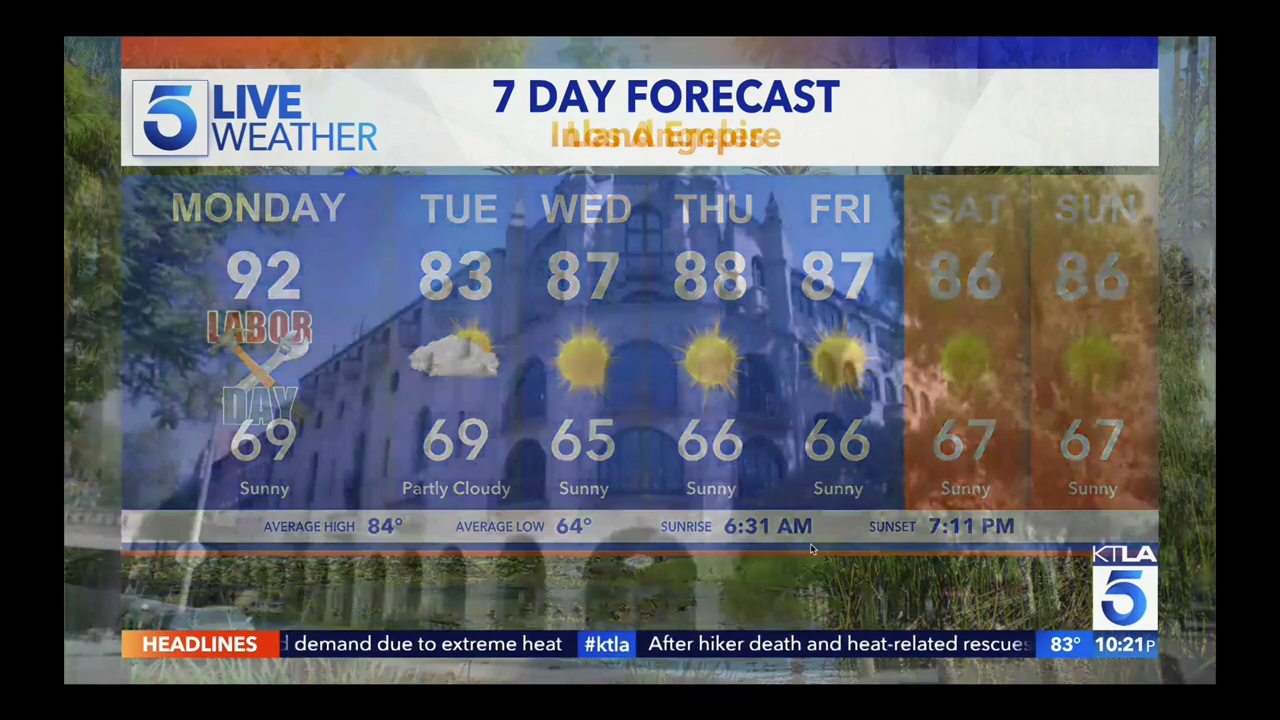 5 LIVE WEATHER
7 DAY FORECAST
MONDAY TUE WED THU FRI SAT SUN
92 83 87 88 87 86 86
LABOR
DAY
69 69 65 66 66 67 67
Sunny Partly Cloudy Sunny Sunny Sunny Sunny Sunny
AVERAGE HIGH 84° AVERAGE LOW 64° SUNRISE 6:31 AM SUNSET 7:11 PM
KTLA
5
HEADLINES demand due to extreme heat #ktla After hiker death and heat-related rescues 83° 10:21P